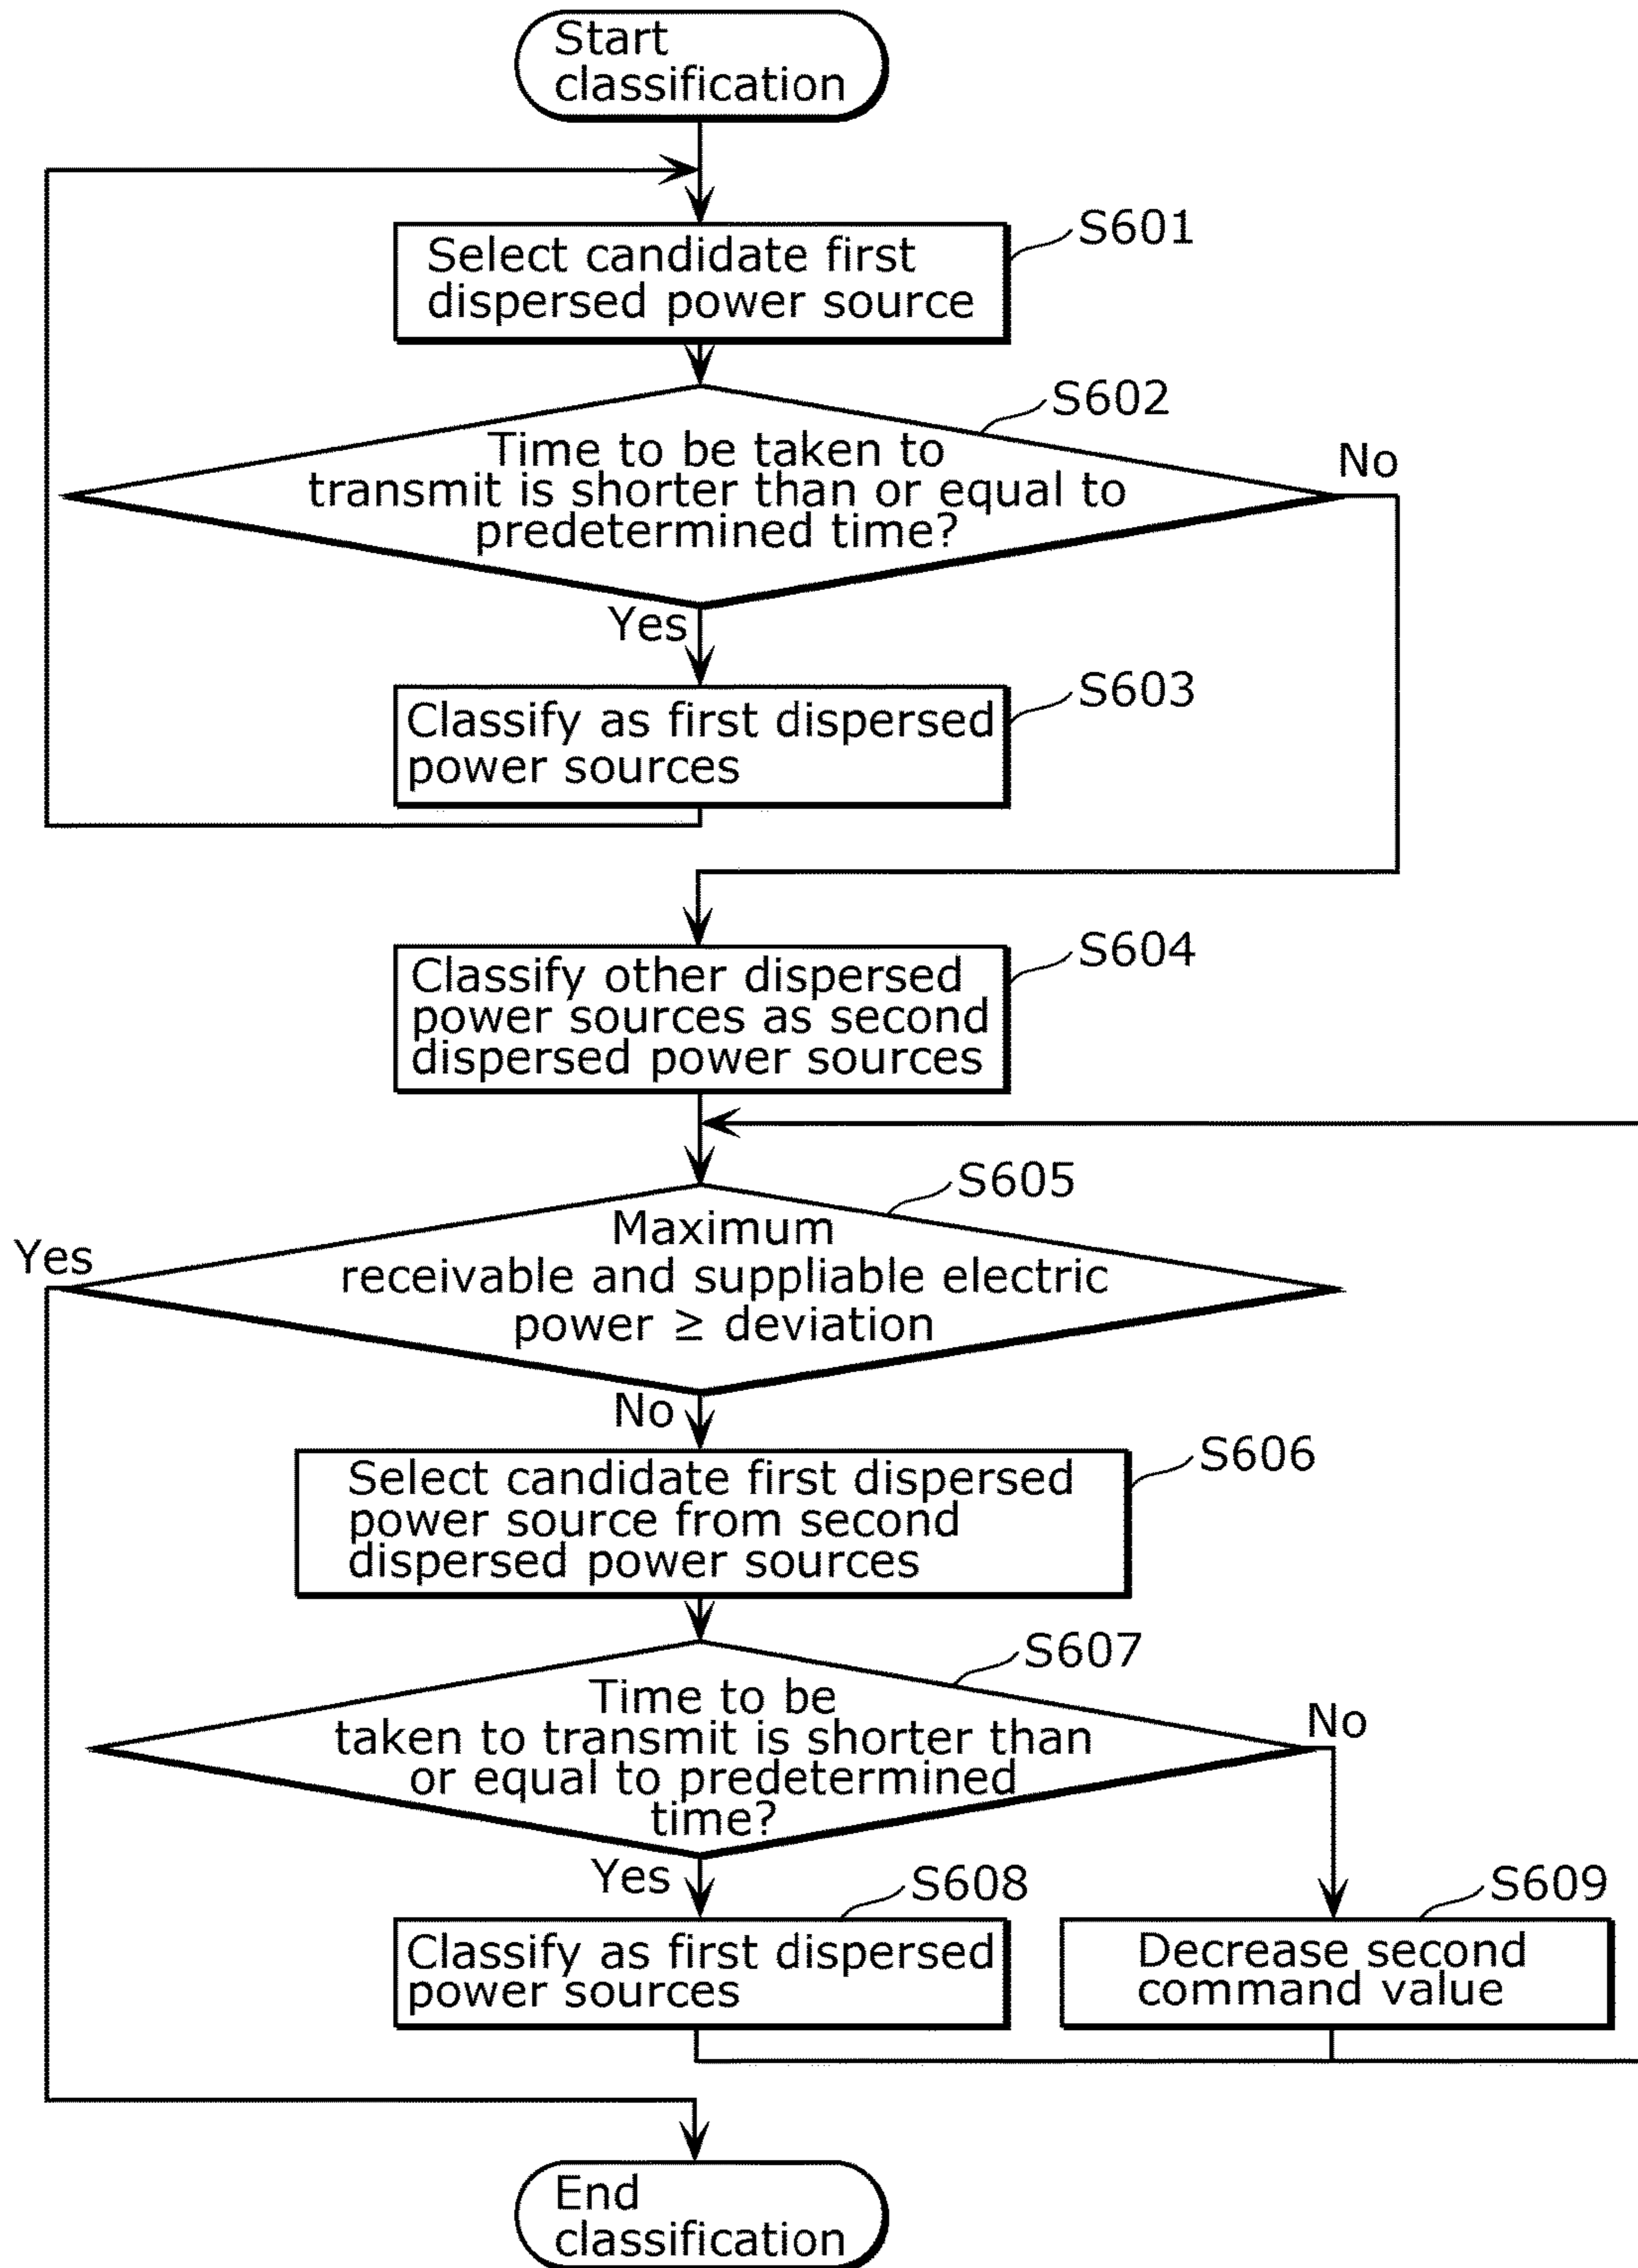 Start
classification
S601
Select candidate first
dispersed power source
S602
Time to be taken to
transmit is shorter than or equal to
predetermined time?
No
Yes
S603
Classify as first dispersed
power sources
S604
Classify other dispersed
power sources as second
dispersed power sources
S605
Maximum
receivable and suppliable electric
power ≥ deviation
Yes
No
S606
Select candidate first dispersed
power source from second
dispersed power sources
S607
Time to be
taken to transmit is shorter than
or equal to predetermined
time?
No
Yes
S608
Classify as first dispersed
power sources
S609
Decrease second
command value
End
classification